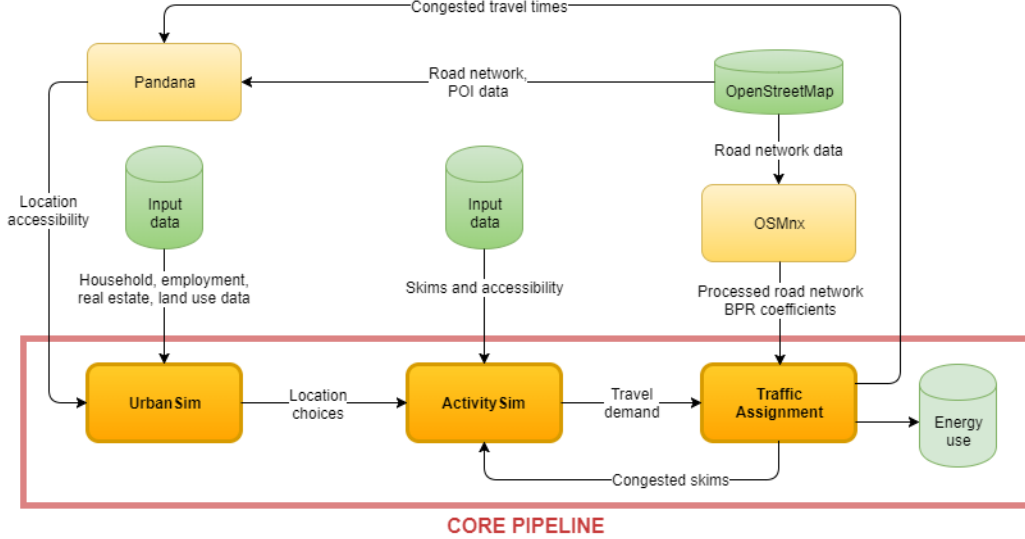 Congested travel times
Pandana
Road network,
POI data
OpenStreetMap
Road network data
Location
accessibility
Input
data
Input
data
OSMnx
Household, employment,
real estate, land use data
Skims and accessibility
Processed road network
BPR coefficients
UrbanSim
Location
choices
ActivitySim
Travel
demand
Traffic
Assignment
Energy
use
Congested skims
CORE PIPELINE